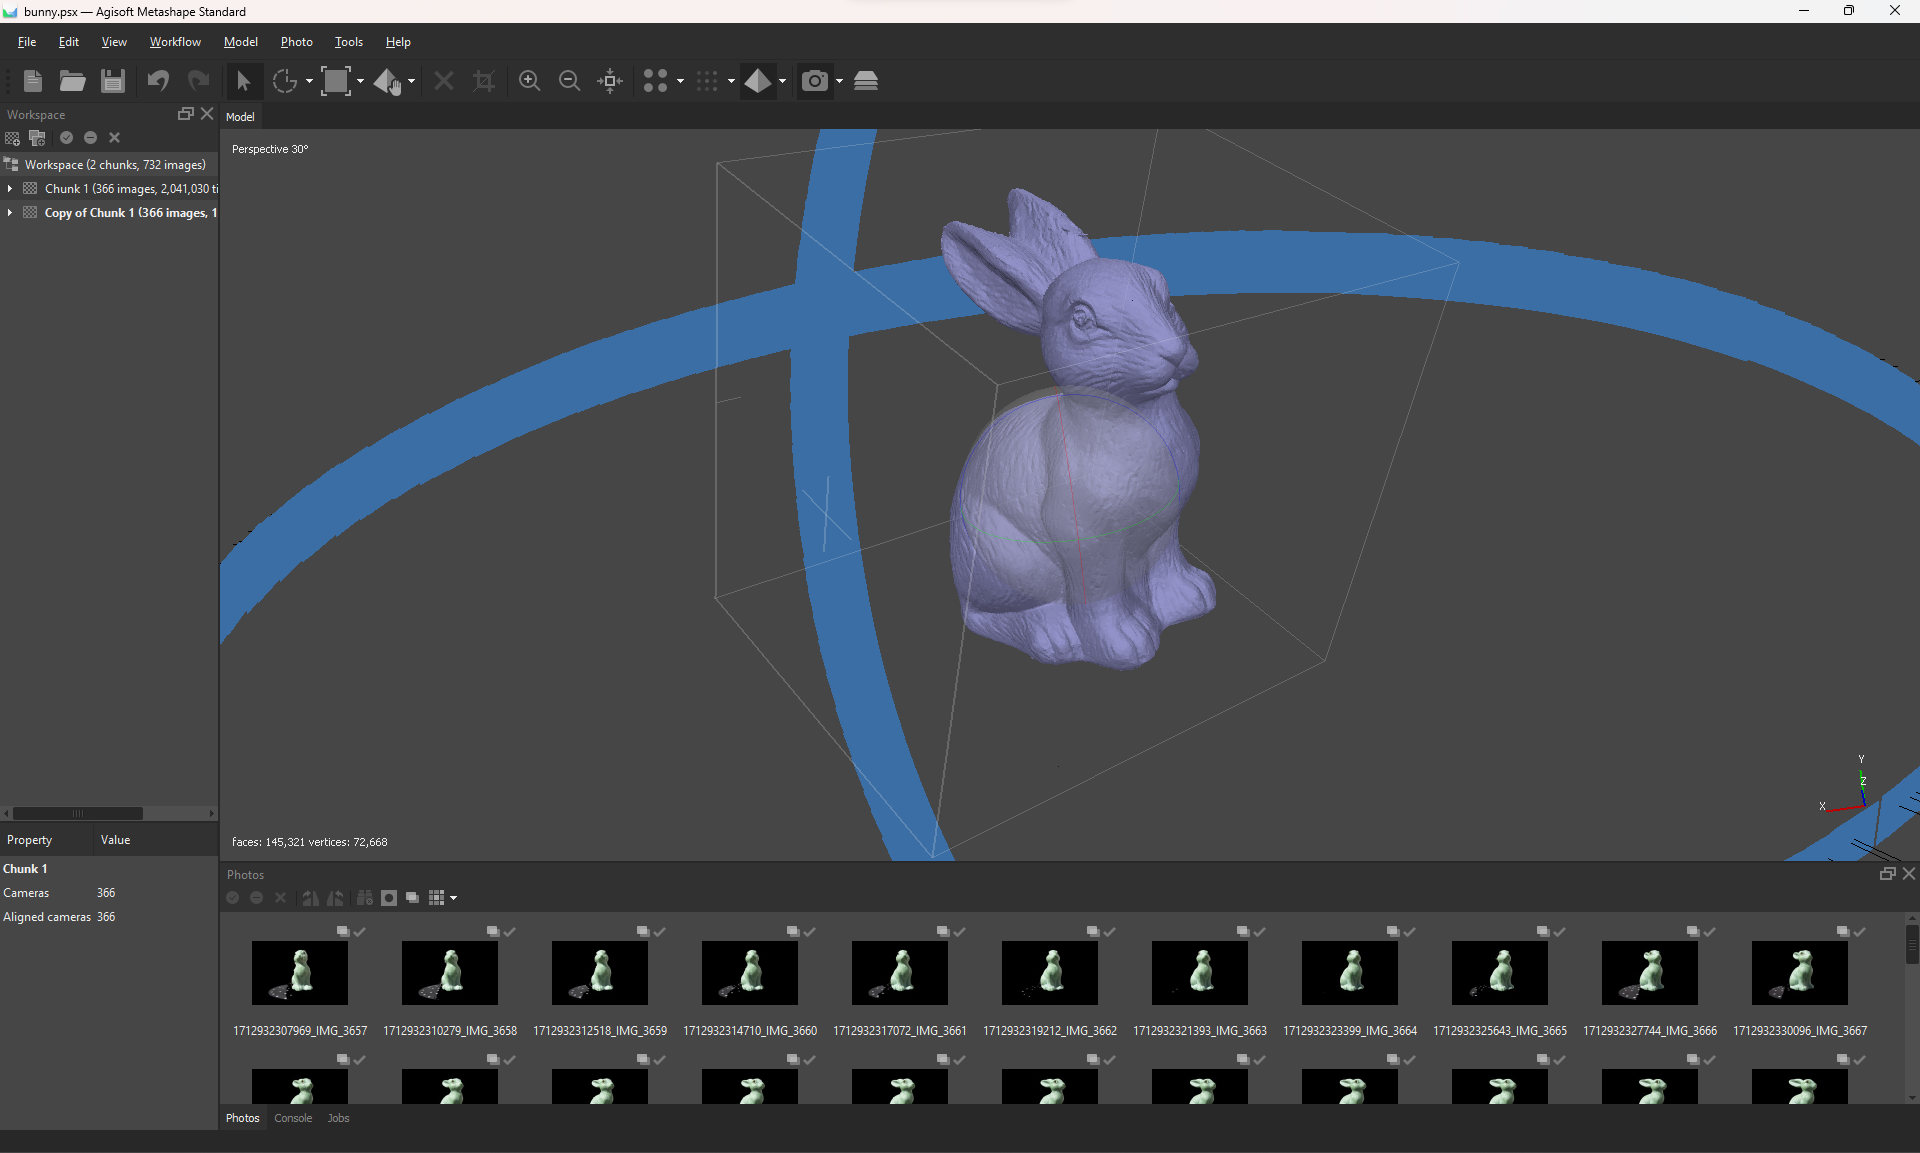 bunny.psx — Agisoft Metashape Standard
File Edit View Workflow Model Photo Tools Help
Workspace
Model
Workspace (2 chunks, 732 images)
Chunk 1 (366 images, 2,041,030 ti
Copy of Chunk 1 (366 images, 1
Perspective 30°
Y
Z
X
faces: 145,321 vertices: 72,668
Property Value
Chunk 1
Cameras 366
Aligned cameras 366
Photos
1712932307969_IMG_3657 1712932310279_IMG_3658 1712932312518_IMG_3659 1712932314710_IMG_3660 1712932317072_IMG_3661 1712932319212_IMG_3662 1712932321393_IMG_3663 1712932323399_IMG_3664 1712932325643_IMG_3665 1712932327744_IMG_3666 1712932330096_IMG_3667
Photos Console Jobs